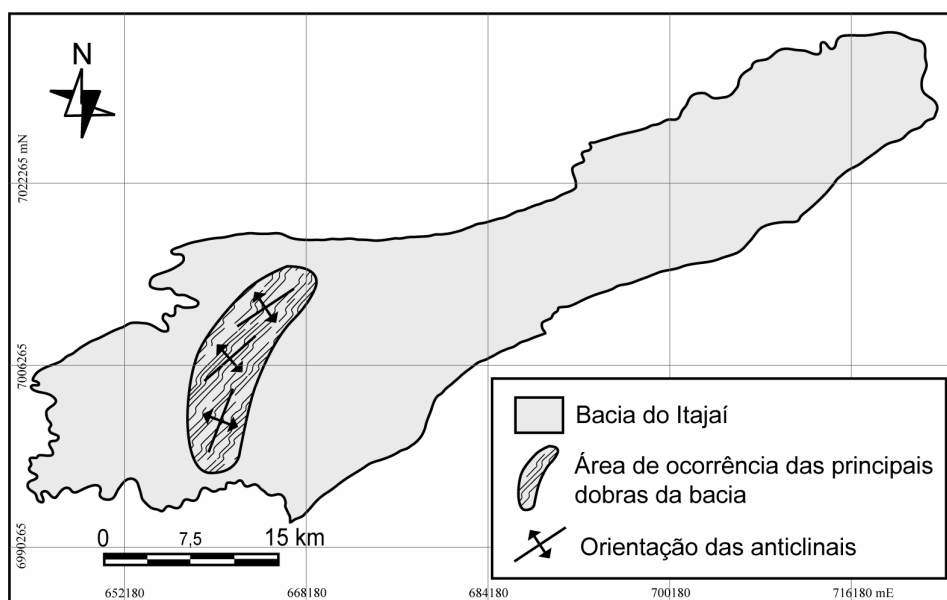 N
7022265 mN
7006265
6990265
0 7,5 15 km
652180 668180 684180 700180 716180 mE
Bacia do Itajaí
Área de ocorrência das principais
dobras da bacia
Orientação das anticlinais